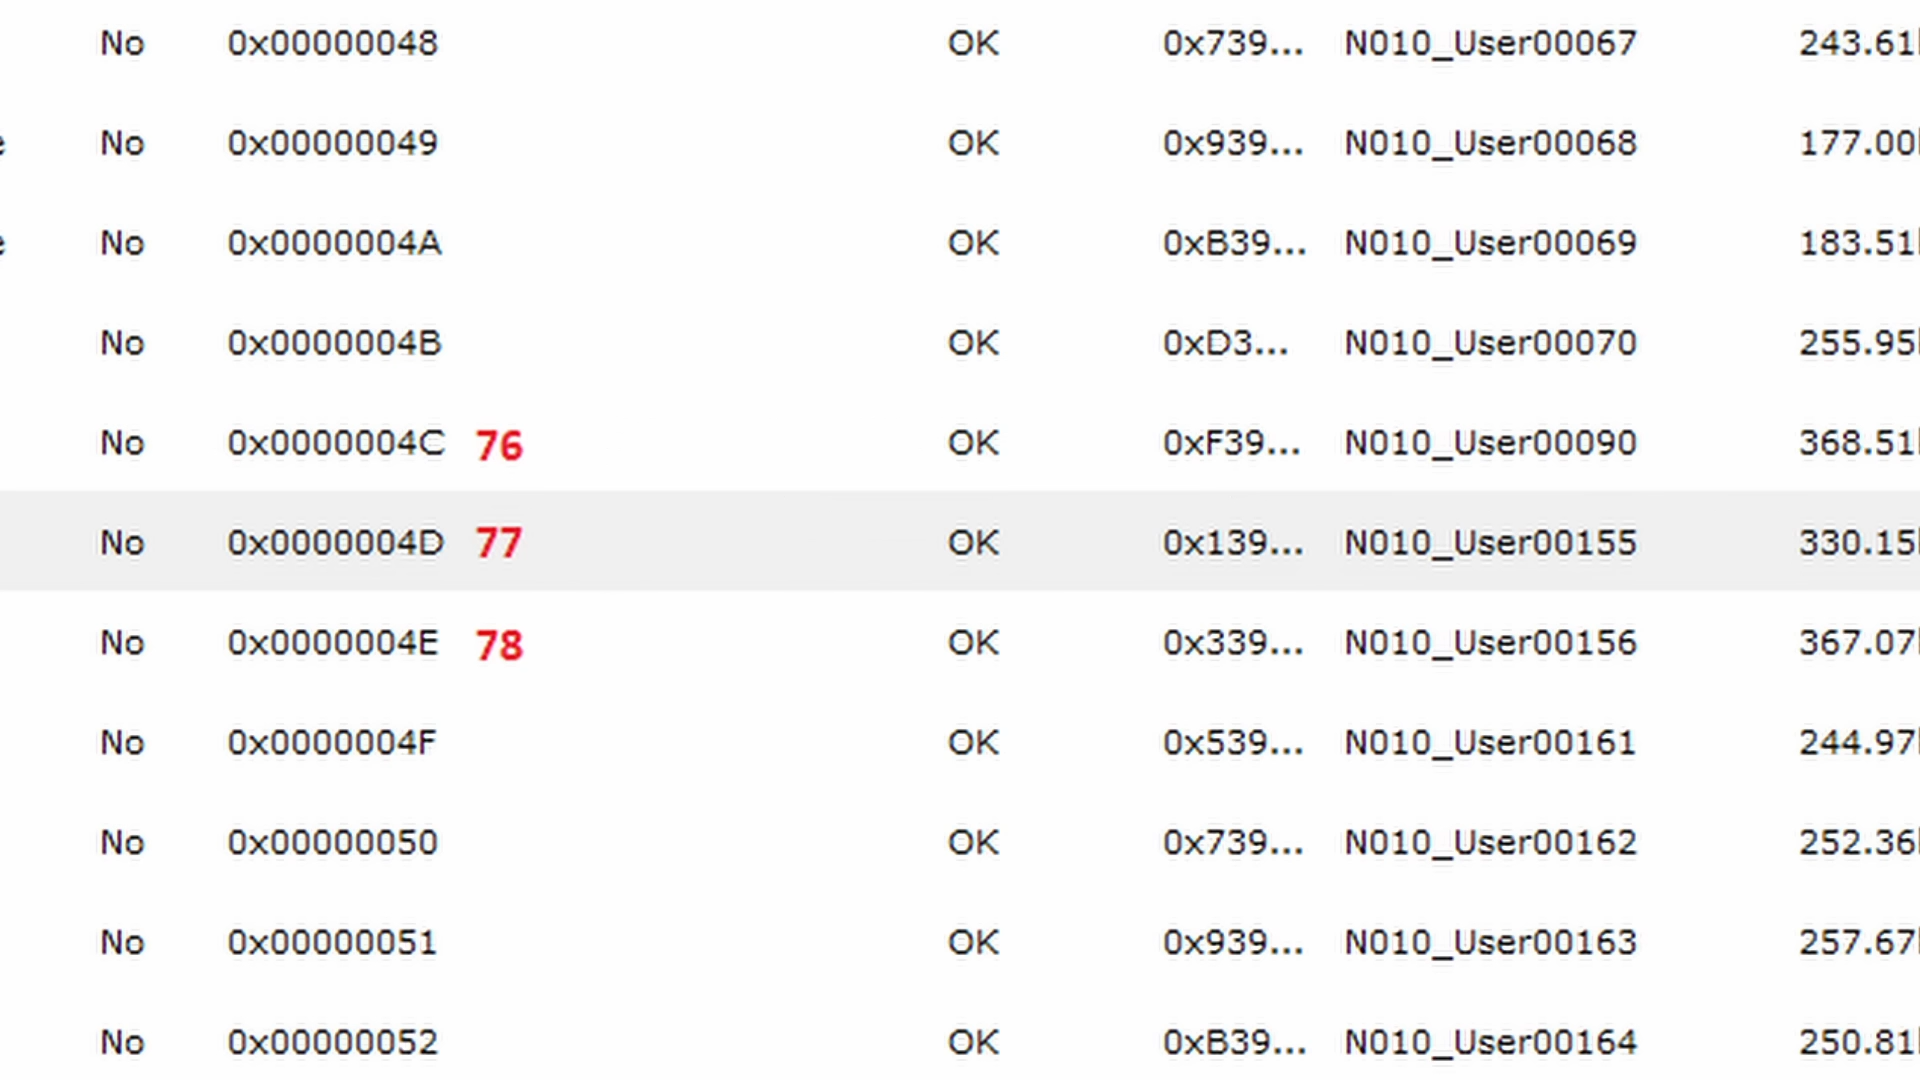 No 0x00000048 OK 0x739... N010_User00067 243.61
e No 0x00000049 OK 0x939... N010_User00068 177.00
e No 0x0000004A OK 0xB39... N010_User00069 183.51
No 0x0000004B OK 0xD3... N010_User00070 255.95
No 0x0000004C 76 OK 0xF39... N010_User00090 368.51
No 0x0000004D 77 OK 0x139... N010_User00155 330.15
No 0x0000004E 78 OK 0x339... N010_User00156 367.07
No 0x0000004F OK 0x539... N010_User00161 244.97
No 0x00000050 OK 0x739... N010_User00162 252.36
No 0x00000051 OK 0x939... N010_User00163 257.67
No 0x00000052 OK 0xB39... N010_User00164 250.81